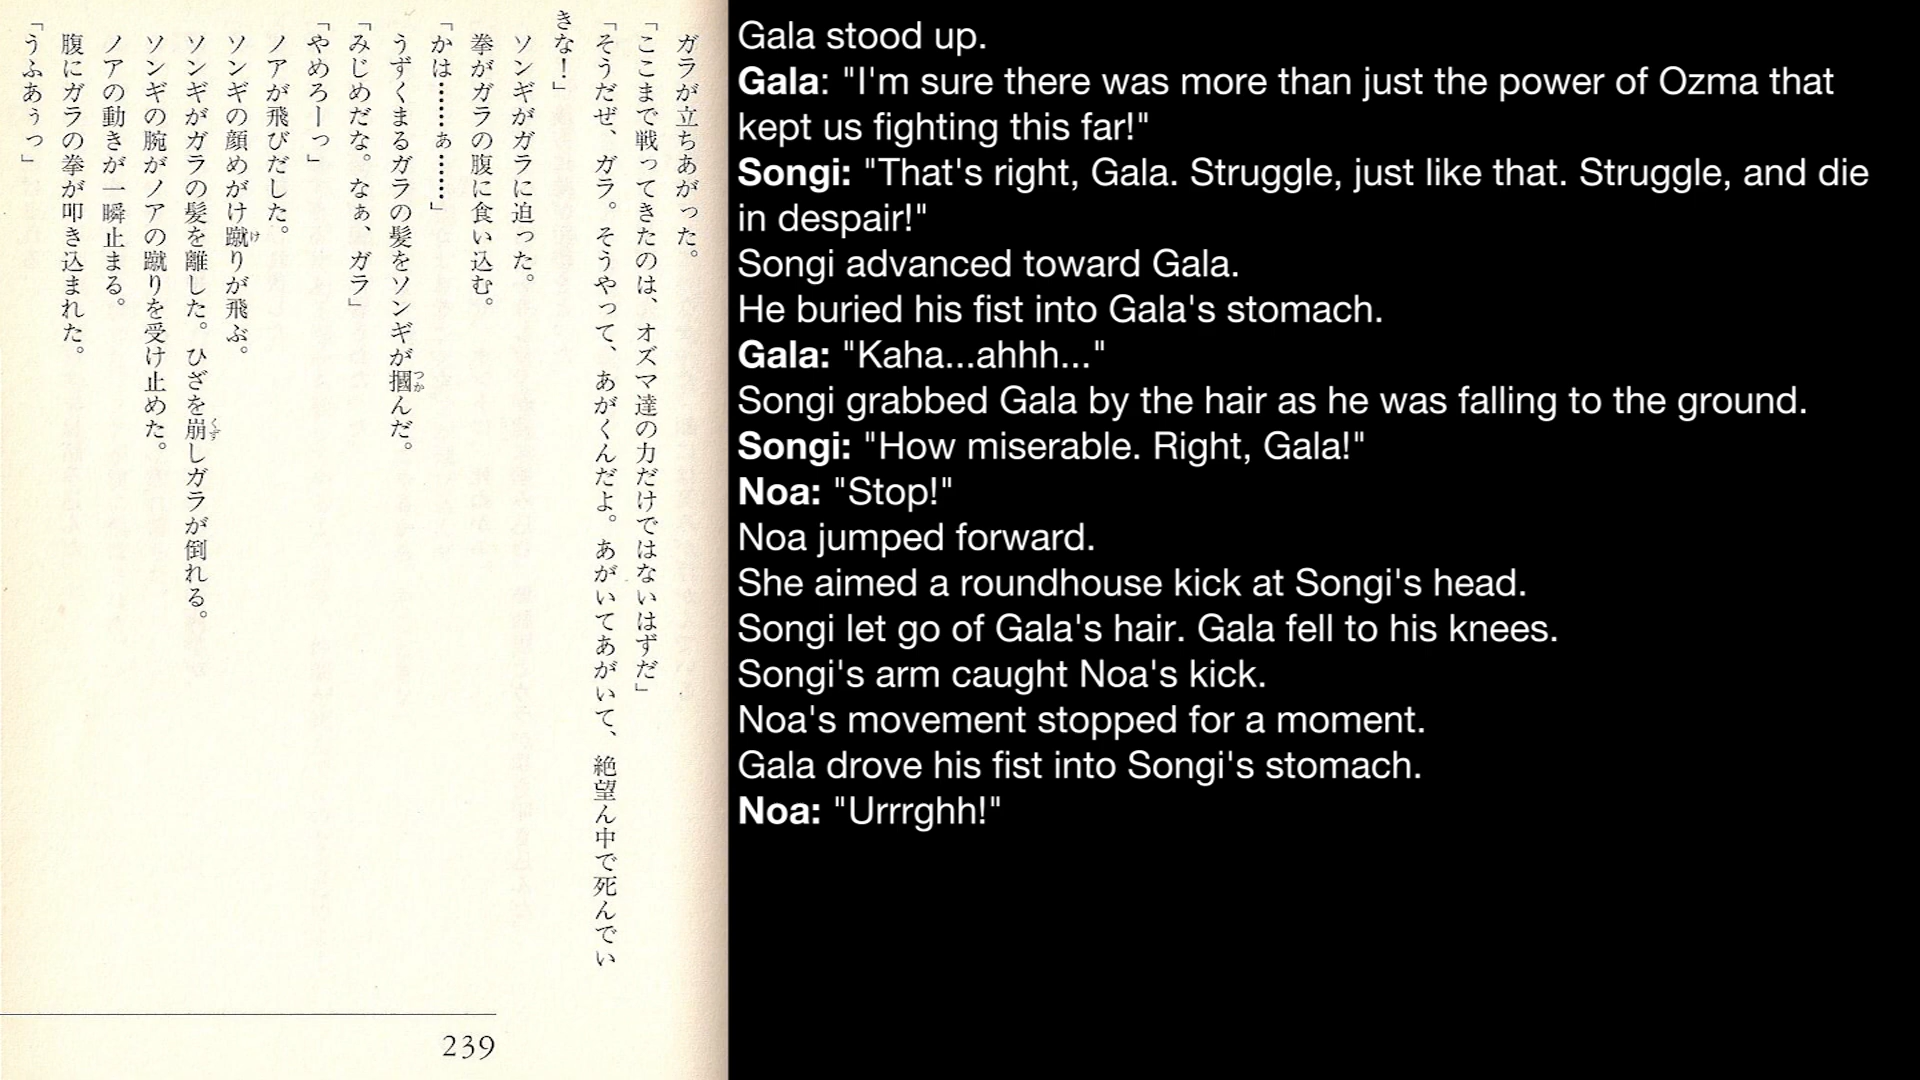 ガラが立ちあがった。
「ここまで戦ってきたのは、オズマ達の力だけではないはずだ」
「そうだぜ、ガラ。そうやって、あがくんだよ。あがいてあがいて、絶望ん中で死んでい
きな!」
ソンギがガラに迫った。
拳がガラの腹に食い込む。
「かは……ぁ……」
うずくまるガラの髪をソンギが摑んだ。
「みじめだな。なぁ、ガラ」
「やめろーっ」
ノアが飛びだした。
ソンギの顔めがけ蹴りが飛ぶ。
ソンギがガラの髪を離した。ひざを崩しガラが倒れる。
ソンギの腕がノアの蹴りを受け止めた。
ノアの動きが一瞬止まる。
腹にガラの拳が叩き込まれた。
「うふあぅっ」
239
Gala stood up.
Gala: "I'm sure there was more than just the power of Ozma that
kept us fighting this far!"
Songi: "That's right, Gala. Struggle, just like that. Struggle, and die
in despair!"
Songi advanced toward Gala.
He buried his fist into Gala's stomach.
Gala: "Kaha...ahhh..."
Songi grabbed Gala by the hair as he was falling to the ground.
Songi: "How miserable. Right, Gala!"
Noa: "Stop!"
Noa jumped forward.
She aimed a roundhouse kick at Songi's head.
Songi let go of Gala's hair. Gala fell to his knees.
Songi's arm caught Noa's kick.
Noa's movement stopped for a moment.
Gala drove his fist into Songi's stomach.
Noa: "Urrrghh!"